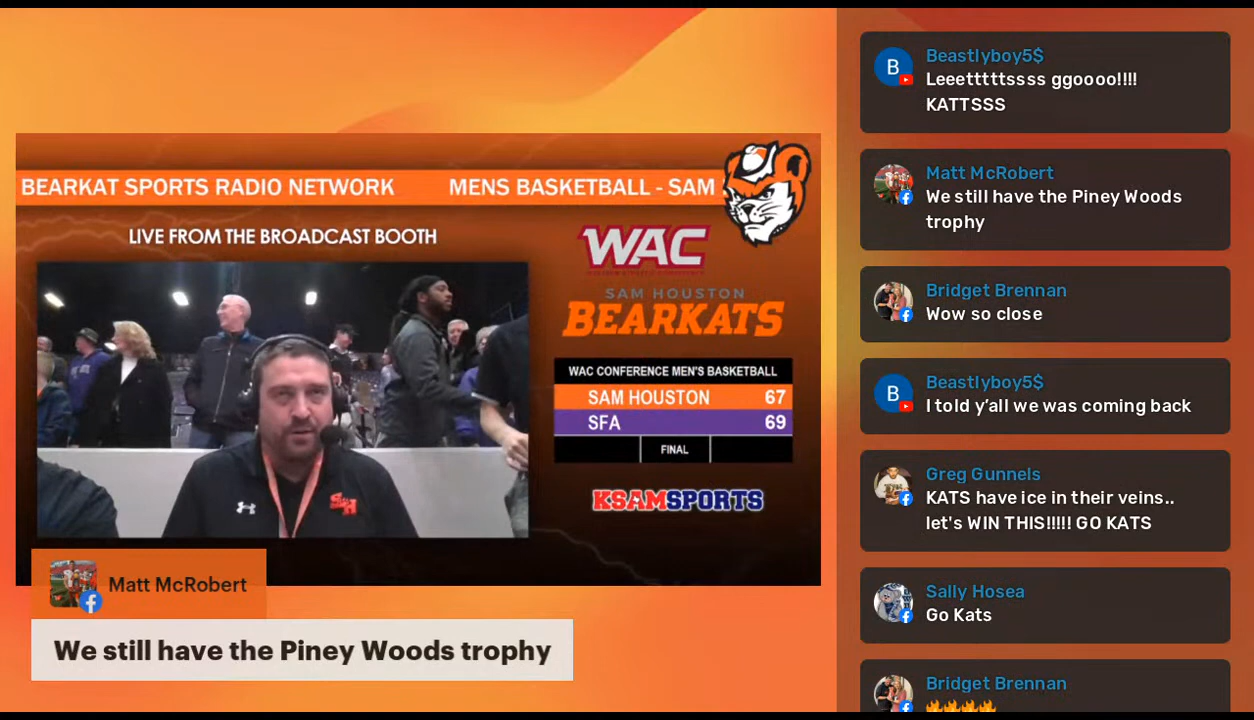 BEARKAT SPORTS RADIO NETWORK MENS BASKETBALL - SAM
LIVE FROM THE BROADCAST BOOTH
WAC
SAM HOUSTON
BEARKATS
WAC CONFERENCE MEN'S BASKETBALL
SAM HOUSTON 67
SFA 69
FINAL
KSAMSPORTS
SH
Matt McRobert
We still have the Piney Woods trophy
B
Beastlyboy5$
Leeetttttssss ggoooo!!!!
KATTSSS
Matt McRobert
We still have the Piney Woods
trophy
Bridget Brennan
Wow so close
B
Beastlyboy5$
I told y’all we was coming back
Greg Gunnels
KATS have ice in their veins..
let's WIN THIS!!!!! GO KATS
Sally Hosea
Go Kats
Bridget Brennan
🔥🔥🔥🔥